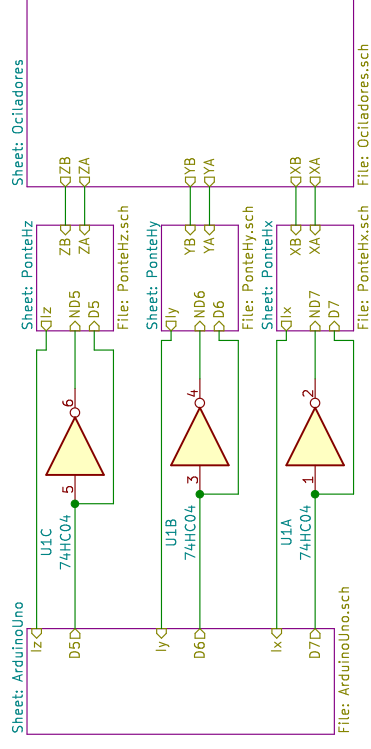 Sheet: ArduinoUno
Sheet: Ociladores
Sheet: PonteHz
Iz
Iz
U1C
74HC04
5
6
ZB
ZB
D5
ND5
ZA
ZA
D5
File: PonteHz.sch
Sheet: PonteHy
Iy
Iy
U1B
74HC04
3
4
YB
YB
D6
ND6
YA
YA
D6
File: PonteHy.sch
Sheet: PonteHx
Ix
Ix
U1A
74HC04
1
2
XB
XB
D7
ND7
XA
XA
D7
File: PonteHx.sch
File: ArduinoUno.sch
File: Ociladores.sch